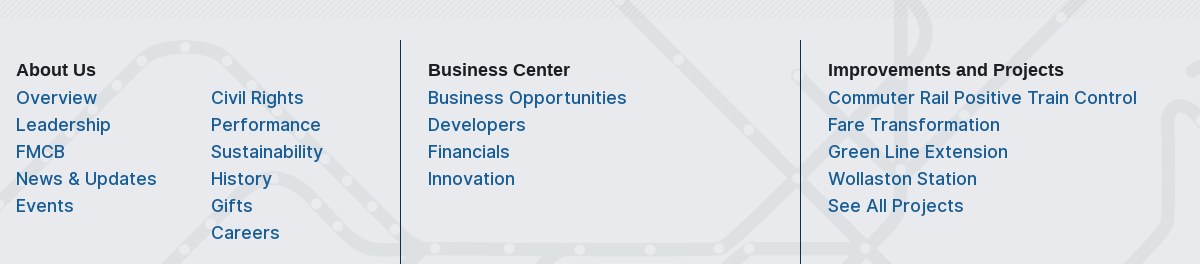 About Us
Overview
Leadership
FMCB
News & Updates
Events
Civil Rights
Performance
Sustainability
History
Gifts
Careers
Business Center
Business Opportunities
Developers
Financials
Innovation
Improvements and Projects
Commuter Rail Positive Train Control
Fare Transformation
Green Line Extension
Wollaston Station
See All Projects